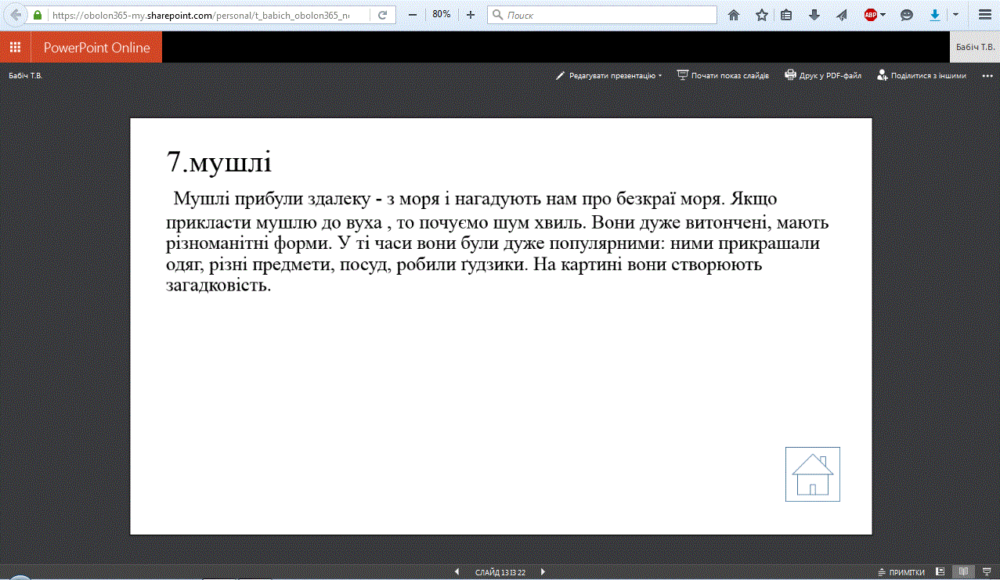 https://obolon365-my.sharepoint.com/personal/t_babich_obolon365_n
80%
Поиск
ABP
PowerPoint Online
Бабіч Т.В.
Бабіч Т.В.
Редагувати презентацію
Почати показ слайдів
Друк у PDF-файл
Поділитися з іншими
7.мушлі
Мушлі прибули здалеку - з моря і нагадують нам про безкраї моря. Якщо
прикласти мушлю до вуха , то почуємо шум хвиль. Вони дуже витончені, мають
різноманітні форми. У ті часи вони були дуже популярними: ними прикрашали
одяг, різні предмети, посуд, робили ґудзики. На картині вони створюють
загадковість.
СЛАЙД 13 ІЗ 22
ПРИМІТКИ